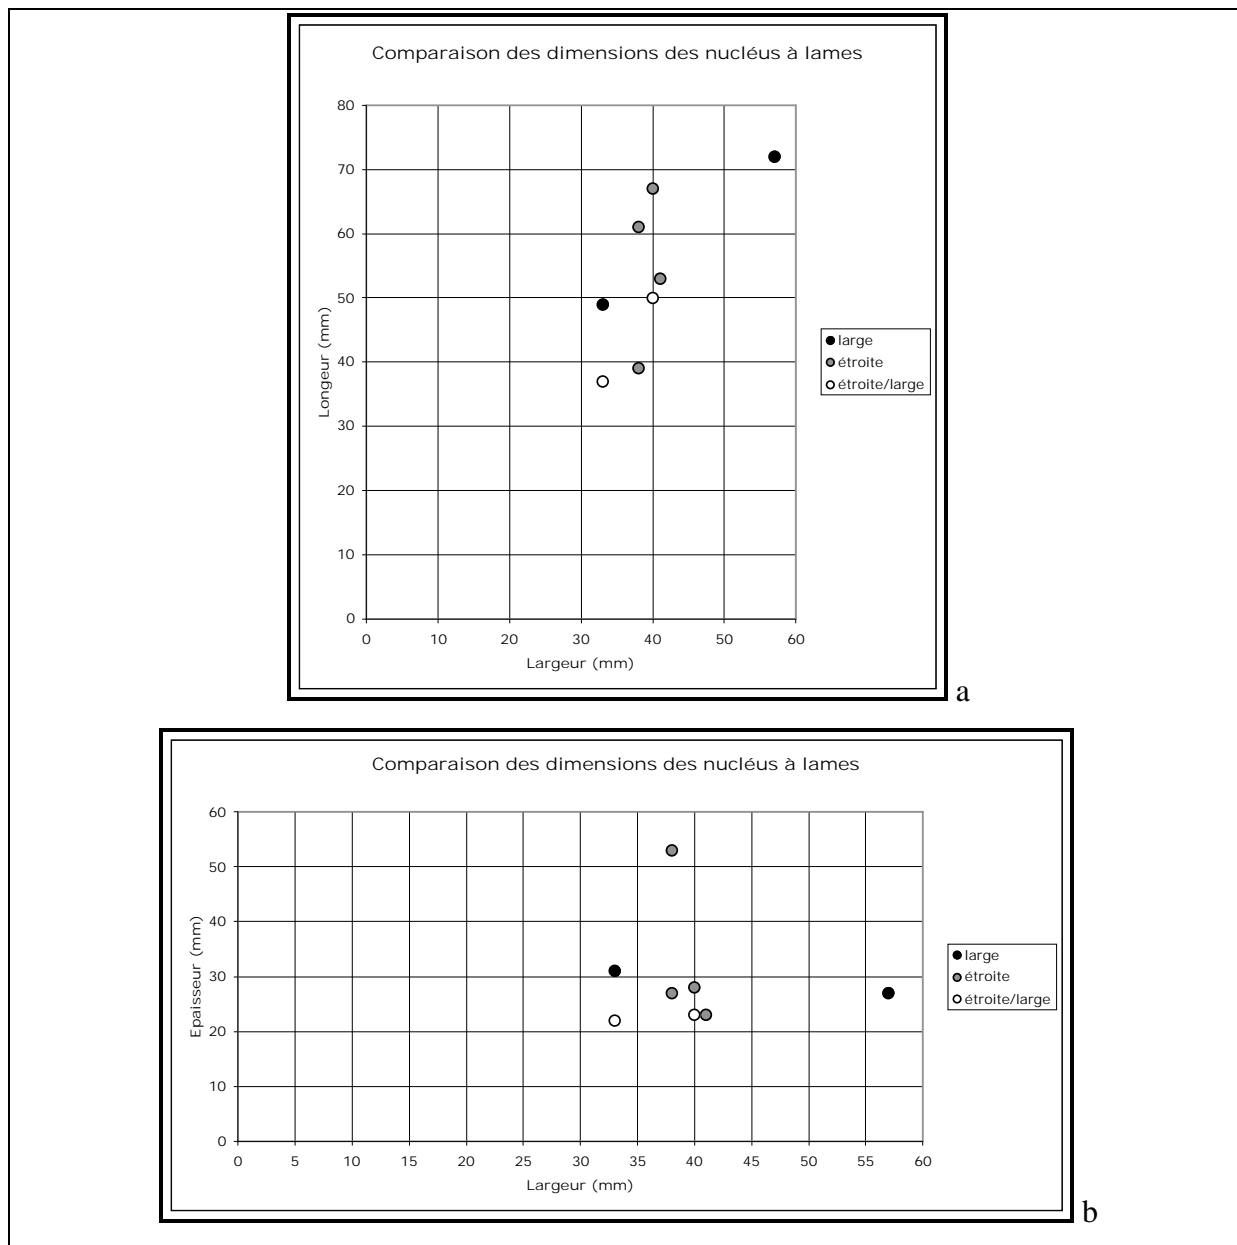 Comparaison des dimensions des nucléus à lames
80
70
60
50
40
30
20
10
0
Longeur (mm)
0 10 20 30 40 50 60
Largeur (mm)
large
étroite
étroite/large
a
Comparaison des dimensions des nucléus à lames
60
50
40
30
20
10
0
Epaisseur (mm)
0 5 10 15 20 25 30 35 40 45 50 55 60
Largeur (mm)
large
étroite
étroite/large
b